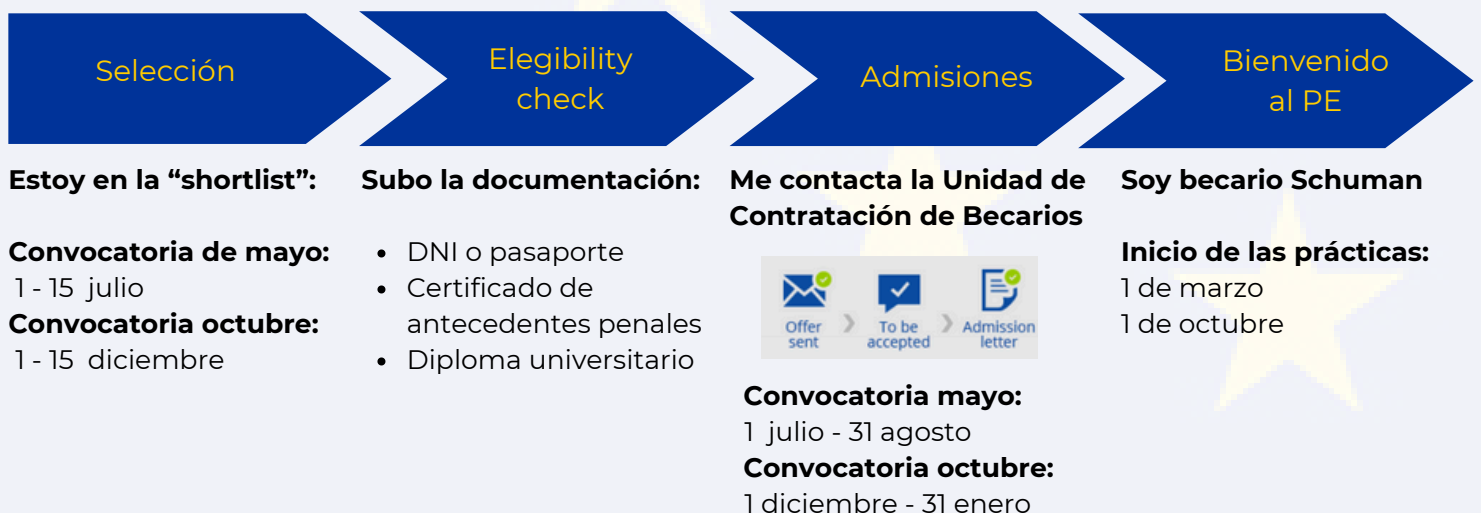 Selección
Elegibility
check
Admisiones
Bienvenido
al PE
Estoy en la “shortlist”:
Convocatoria de mayo:
1 - 15 julio
Convocatoria octubre:
1 - 15 diciembre
Subo la documentación:
• DNI o pasaporte
• Certificado de
antecedentes penales
• Diploma universitario
Me contacta la Unidad de
Contratación de Becarios
Offer
sent
To be
accepted
Admission
letter
Convocatoria mayo:
1 julio - 31 agosto
Convocatoria octubre:
1 diciembre - 31 enero
Soy becario Schuman
Inicio de las prácticas:
1 de marzo
1 de octubre